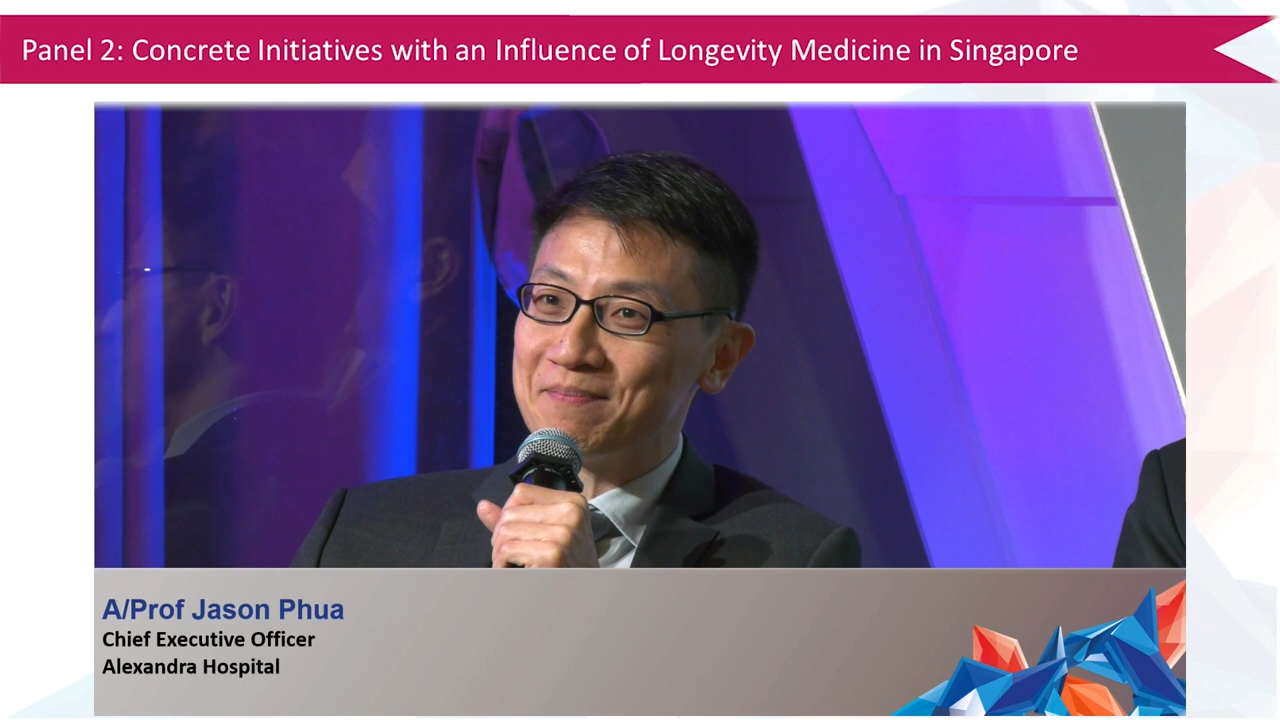 Panel 2: Concrete Initiatives with an Influence of Longevity Medicine in Singapore
A/Prof Jason Phua
Chief Executive Officer
Alexandra Hospital